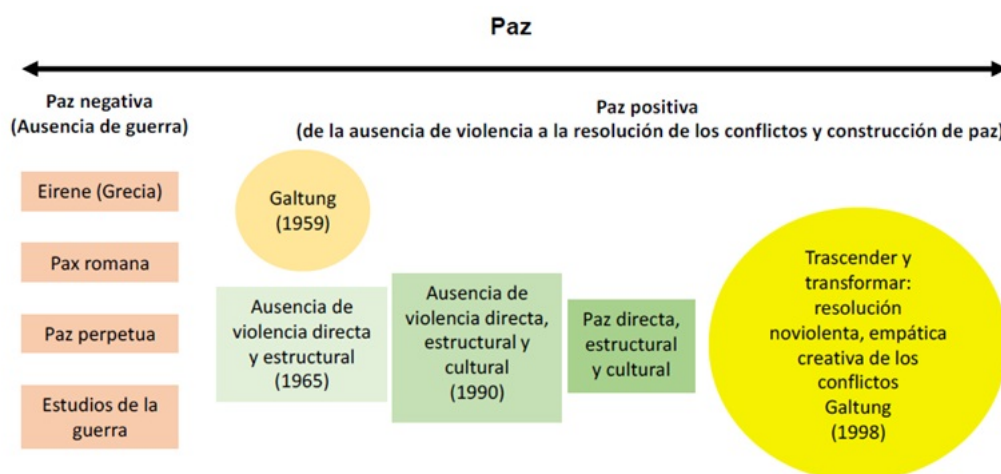 Paz
Paz negativa
(Ausencia de guerra)
Paz positiva
(de la ausencia de violencia a la resolución de los conflictos y construcción de paz)
Eirene (Grecia)
Pax romana
Paz perpetua
Estudios de la
guerra
Galtung
(1959)
Ausencia de
violencia directa
y estructural
(1965)
Ausencia de
violencia directa,
estructural y
cultural
(1990)
Paz directa,
estructural
y cultural
Trascender y
transformar:
resolución
noviolenta, empática
creativa de los
conflictos
Galtung
(1998)